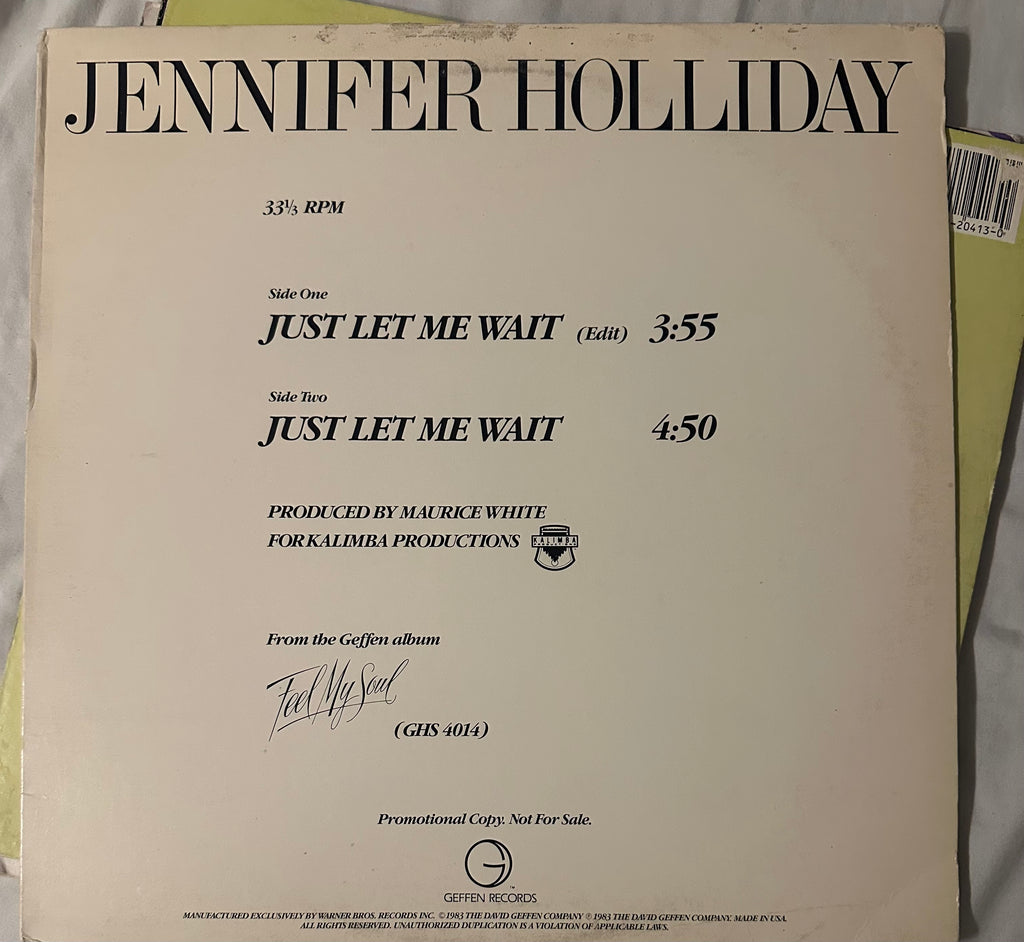 JENNIFER HOLLIDAY
33⅓ RPM
Side One
JUST LET ME WAIT (Edit) 3:55
Side Two
JUST LET ME WAIT 4:50
PRODUCED BY MAURICE WHITE
FOR KALIMBA PRODUCTIONS
KALIMBA
From the Geffen album
Feel My Soul
(GHS 4014)
Promotional Copy. Not For Sale.
G
™
GEFFEN RECORDS
MANUFACTURED EXCLUSIVELY BY WARNER BROS. RECORDS INC. © 1983 THE DAVID GEFFEN COMPANY ℗ 1983 THE DAVID GEFFEN COMPANY. MADE IN USA.
ALL RIGHTS RESERVED. UNAUTHORIZED DUPLICATION IS A VIOLATION OF APPLICABLE LAWS.
-20413-0